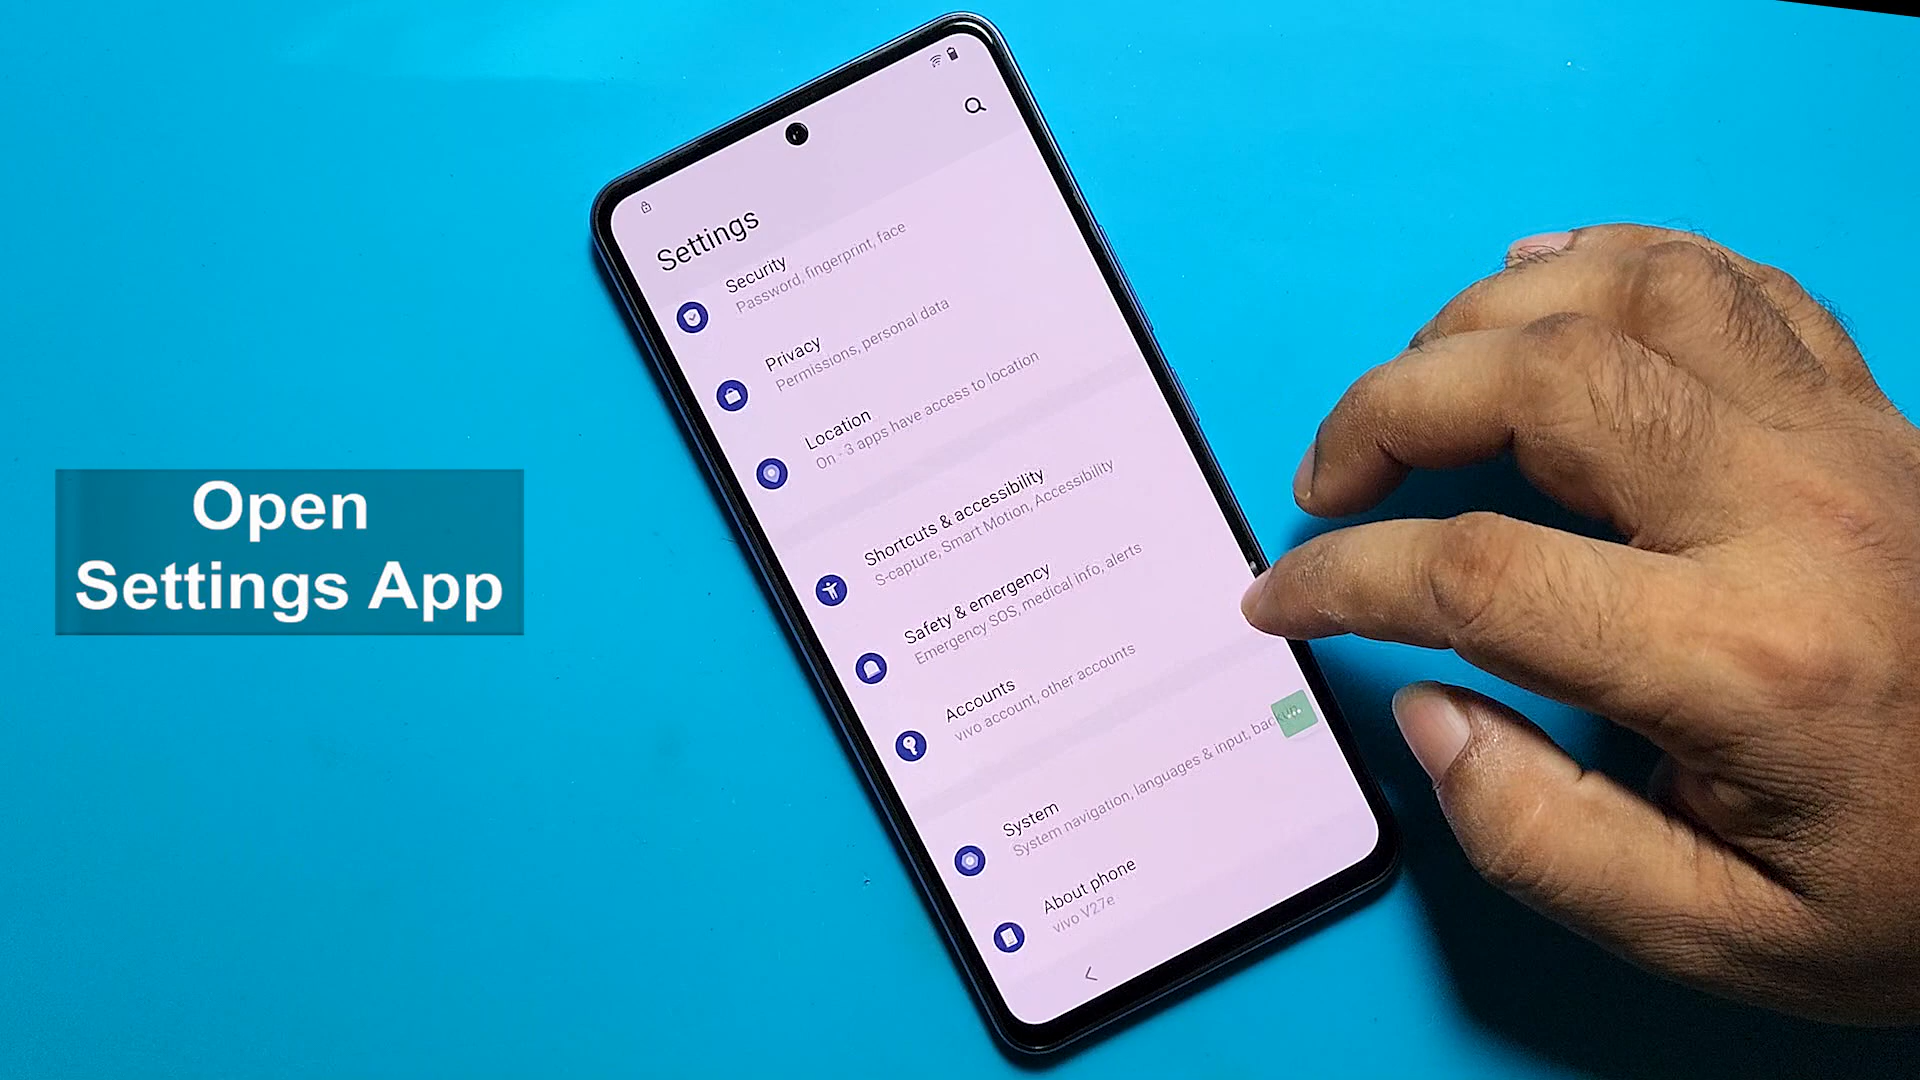 Open
Settings App
Settings
Security
Password, fingerprint, face
Privacy
Permissions, personal data
Location
On - 3 apps have access to location
Shortcuts & accessibility
S-capture, Smart Motion, Accessibility
Safety & emergency
Emergency SOS, medical info, alerts
Accounts
vivo account, other accounts
System
System navigation, languages & input, backup
About phone
vivo V27e